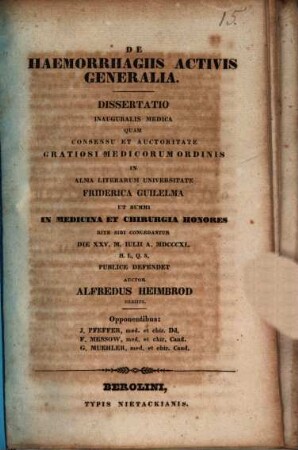 15.
DE
HAEMORRHAGIIS ACTIVIS
GENERALIA.
DISSERTATIO
INAUGURALIS MEDICA
QUAM
CONSENSU ET AUCTORITATE
GRATIOSI MEDICORUM ORDINIS
IN
ALMA LITERARUM UNIVERSITATE
FRIDERICA GUILELMA
UT SUMMI
IN MEDICINA ET CHIRURGIA HONORES
RITE SIBI CONCEDANTUR
DIE XXV. M. IULII A. MDCCCXL.
H. L. Q. S.
PUBLICE DEFENDET
AUCTOR
ALFREDUS HEIMBROD
Opponentibus:
J. PFEFFER, med. et chir. Dd.
F. MENSOW, med. et chir. Cand.
G. MUEHLER, med. et chir. Cand.
BEROLINI,
TYPIS NIETACKIANIS.